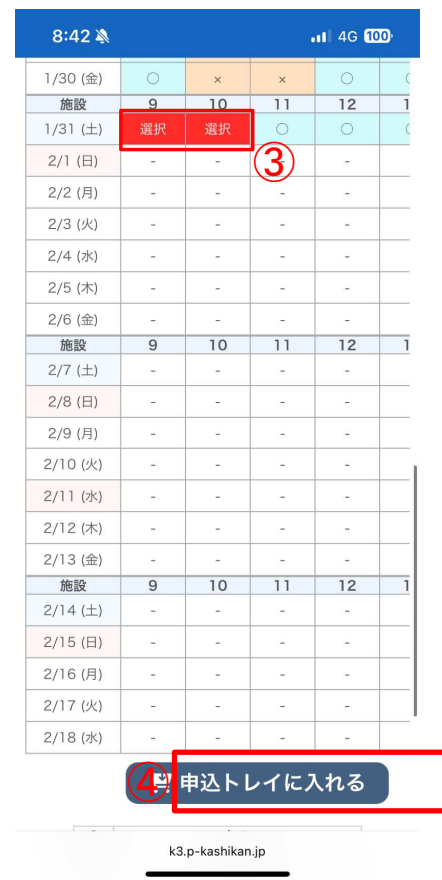 8:42 4G 100
1/30 (金) ○ × × ○
施設 9 10 11 12 1
1/31 (土) 選択 選択 ○ ○
2/1 (日) - - - -
③
2/2 (月) - - - -
2/3 (火) - - - -
2/4 (水) - - - -
2/5 (木) - - - -
2/6 (金) - - - -
施設 9 10 11 12 1
2/7 (土) - - - -
2/8 (日) - - - -
2/9 (月) - - - -
2/10 (火) - - - -
2/11 (水) - - - -
2/12 (木) - - - -
2/13 (金) - - - -
施設 9 10 11 12 1
2/14 (土) - - - -
2/15 (日) - - - -
2/16 (月) - - - -
2/17 (火) - - - -
2/18 (水) - - - -
④ 申込トレイに入れる
k3.p-kashikan.jp